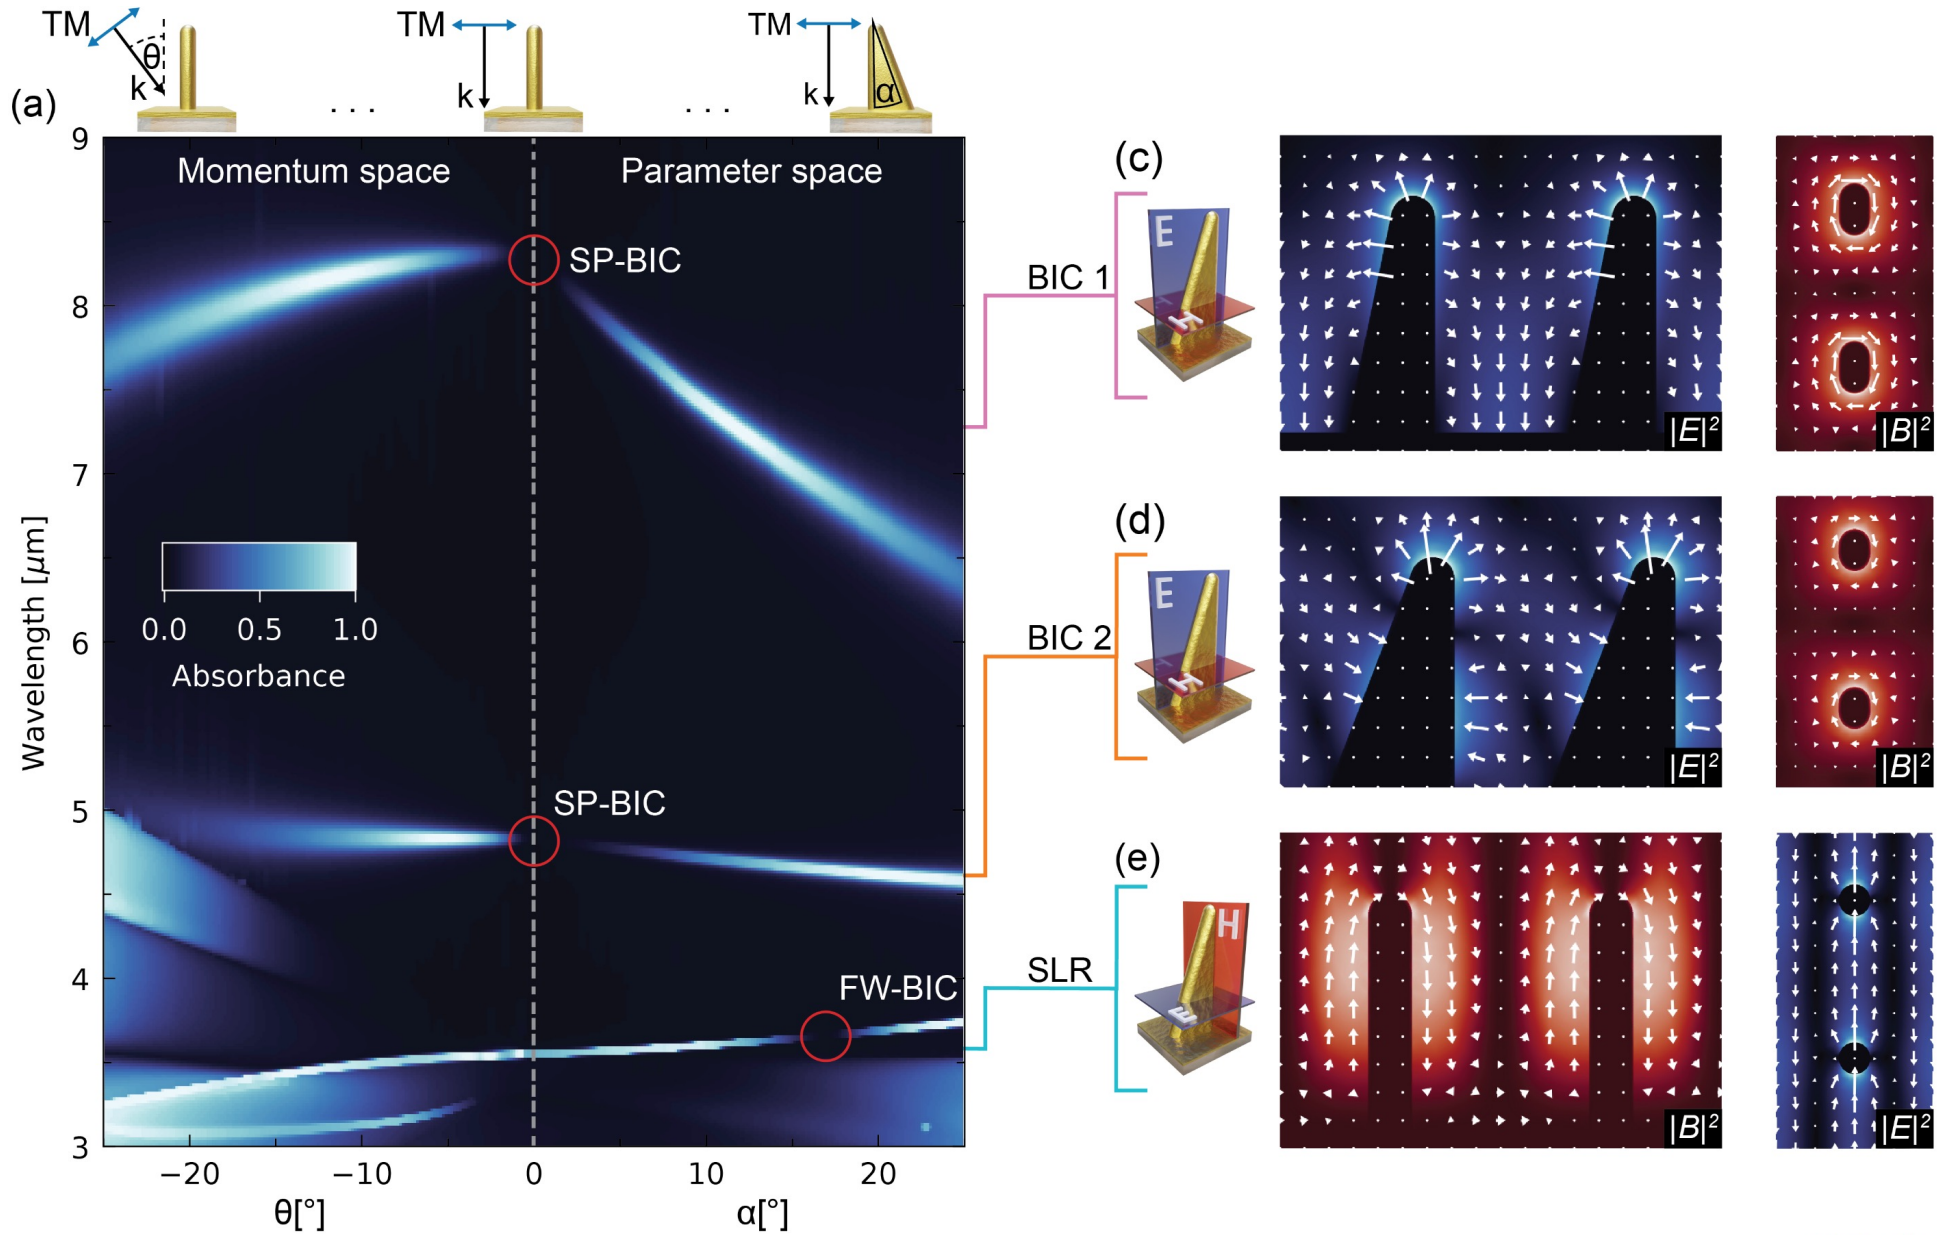 TM
θ
k
TM
k
TM
k
α
. . .
. . .
(a)
9
8
7
6
5
4
3
Wavelength [μm]
Momentum space
Parameter space
SP-BIC
0.0 0.5 1.0
Absorbance
SP-BIC
FW-BIC
−20 −10 0 10 20
θ[°]
α[°]
(c)
BIC 1
E
H
|E|²
|B|²
(d)
BIC 2
E
H
|E|²
|B|²
(e)
SLR
H
E
|B|²
|E|²